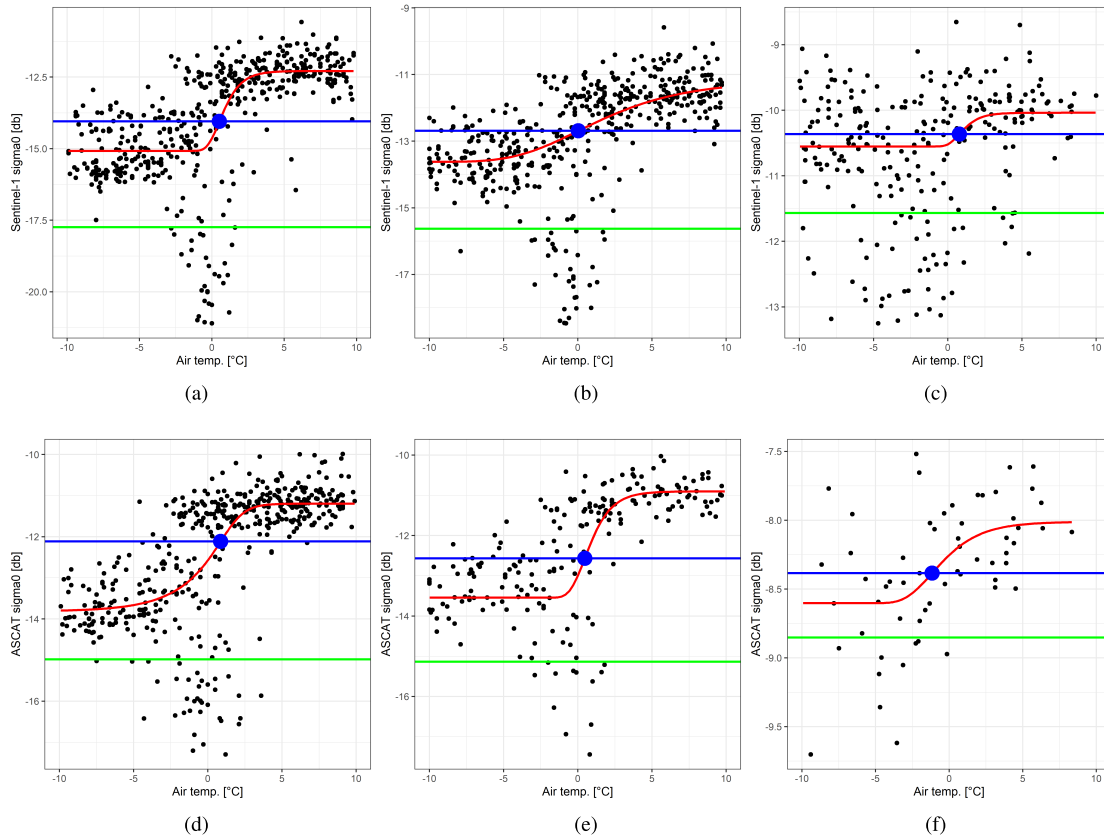 -12.5
-15.0
-17.5
-20.0
Sentinel-1 sigma0 [db]
-10 -5 0 5 10
Air temp. [°C]
(a)
-9
-11
-13
-15
-17
Sentinel-1 sigma0 [db]
-10 -5 0 5 10
Air temp. [°C]
(b)
-9
-10
-11
-12
-13
Sentinel-1 sigma0 [db]
-10 -5 0 5 10
Air temp. [°C]
(c)
-10
-12
-14
-16
ASCAT sigma0 [db]
-10 -5 0 5 10
Air temp. [°C]
(d)
-10
-12
-14
-16
ASCAT sigma0 [db]
-10 -5 0 5 10
Air temp. [°C]
(e)
-7.5
-8.0
-8.5
-9.0
-9.5
ASCAT sigma0 [db]
-10 -5 0 5 10
Air temp. [°C]
(f)